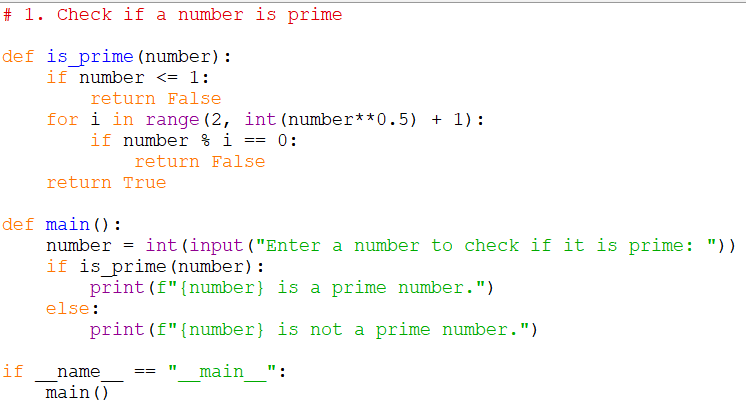 # 1. Check if a number is prime

def is_prime(number):
    if number <= 1:
        return False
    for i in range(2, int(number**0.5) + 1):
        if number % i == 0:
            return False
    return True

def main():
    number = int(input("Enter a number to check if it is prime: "))
    if is_prime(number):
        print(f"{number} is a prime number.")
    else:
        print(f"{number} is not a prime number.")

if __name__ == "__main__":
    main()